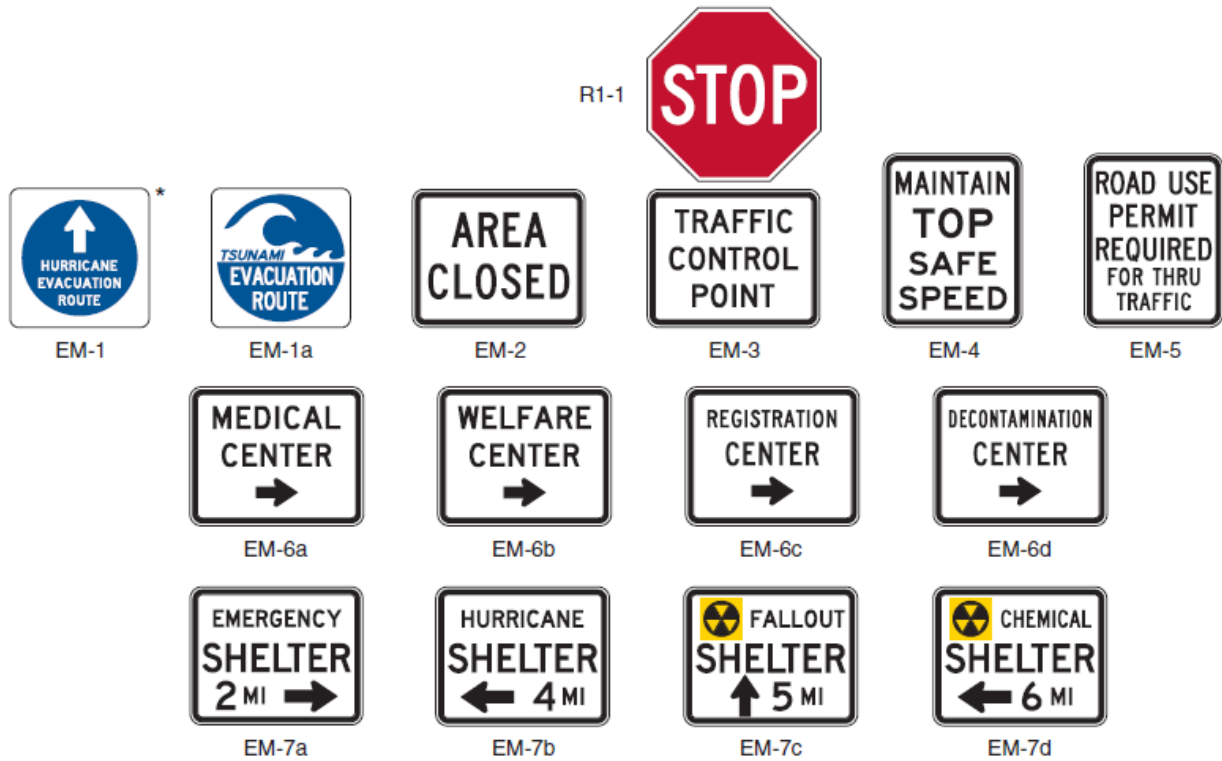 R1-1
STOP
*
HURRICANE
EVACUATION
ROUTE
EM-1
TSUNAMI
EVACUATION
ROUTE
EM-1a
AREA
CLOSED
EM-2
TRAFFIC
CONTROL
POINT
EM-3
MAINTAIN
TOP
SAFE
SPEED
EM-4
ROAD USE
PERMIT
REQUIRED
FOR THRU
TRAFFIC
EM-5
MEDICAL
CENTER
EM-6a
WELFARE
CENTER
EM-6b
REGISTRATION
CENTER
EM-6c
DECONTAMINATION
CENTER
EM-6d
EMERGENCY
SHELTER
2 MI
EM-7a
HURRICANE
SHELTER
4 MI
EM-7b
FALLOUT
SHELTER
5 MI
EM-7c
CHEMICAL
SHELTER
6 MI
EM-7d